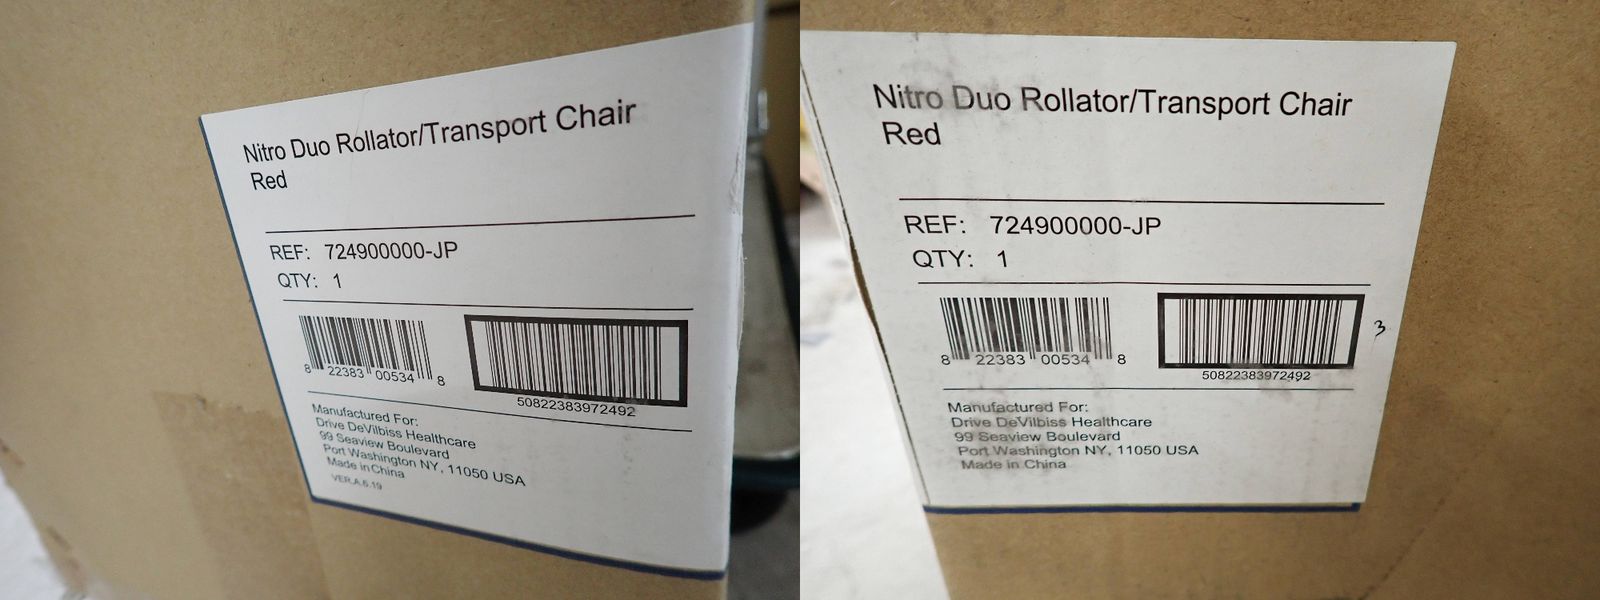 Nitro Duo Rollator/Transport Chair
Red
REF: 724900000-JP
QTY: 1
8 22383 00534 8
50822383972492
Manufactured For:
Drive DeVilbiss Healthcare
99 Seaview Boulevard
Port Washington NY, 11050 USA
Made in China
VER.A.6.19
Nitro Duo Rollator/Transport Chair
Red
REF: 724900000-JP
QTY: 1
8 22383 00534 8
50822383972492
3
Manufactured For:
Drive DeVilbiss Healthcare
99 Seaview Boulevard
Port Washington NY, 11050 USA
Made in China